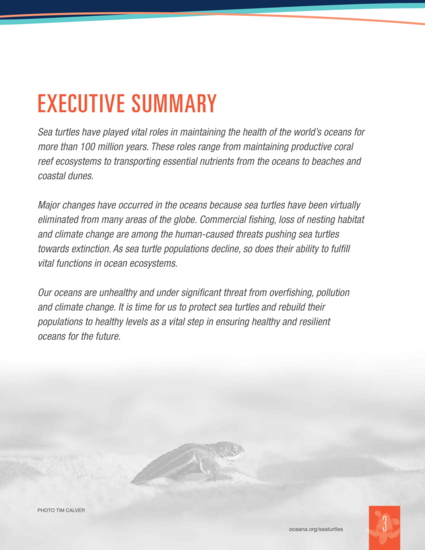 EXECUTIVE SUMMARY
Sea turtles have played vital roles in maintaining the health of the world's oceans for
more than 100 million years. These roles range from maintaining productive coral
reef ecosystems to transporting essential nutrients from the oceans to beaches and
coastal dunes.
Major changes have occurred in the oceans because sea turtles have been virtually
eliminated from many areas of the globe. Commercial fishing, loss of nesting habitat
and climate change are among the human-caused threats pushing sea turtles
towards extinction. As sea turtle populations decline, so does their ability to fulfill
vital functions in ocean ecosystems.
Our oceans are unhealthy and under significant threat from overfishing, pollution
and climate change. It is time for us to protect sea turtles and rebuild their
populations to healthy levels as a vital step in ensuring healthy and resilient
oceans for the future.
PHOTO TIM CALVER
oceana.org/seaturtles
3